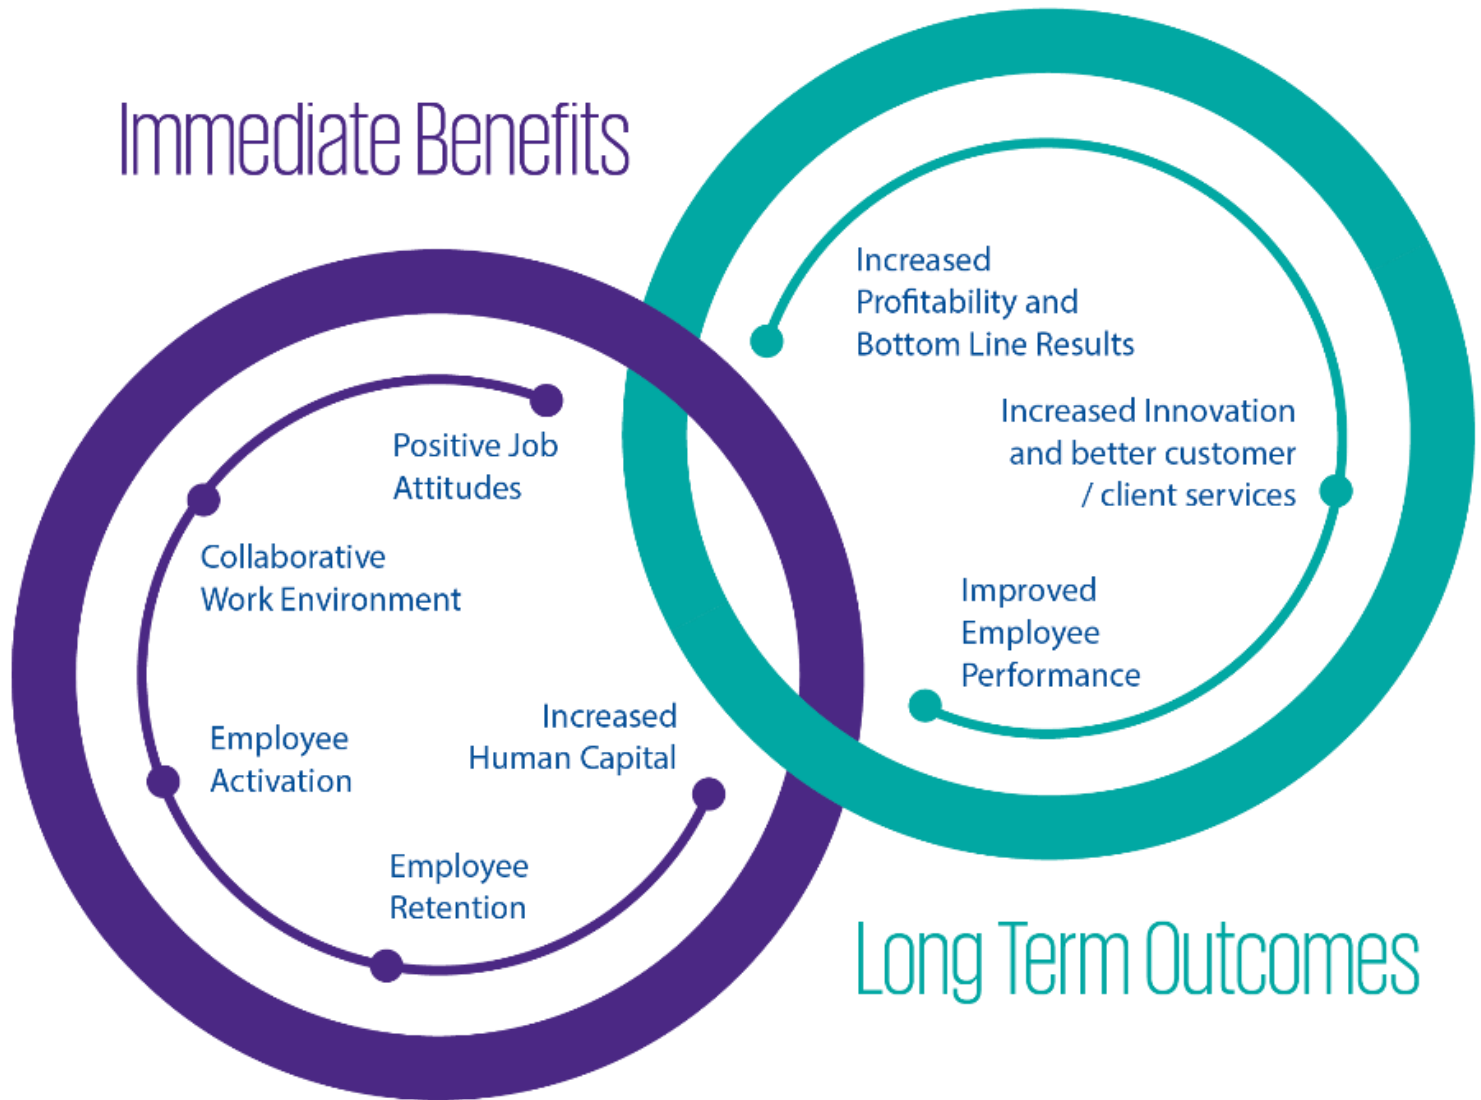 Immediate Benefits
Positive Job
Attitudes
Collaborative
Work Environment
Employee
Activation
Employee
Retention
Increased
Human Capital
Increased
Profitability and
Bottom Line Results
Increased Innovation
and better customer
/ client services
Improved
Employee
Performance
Long Term Outcomes